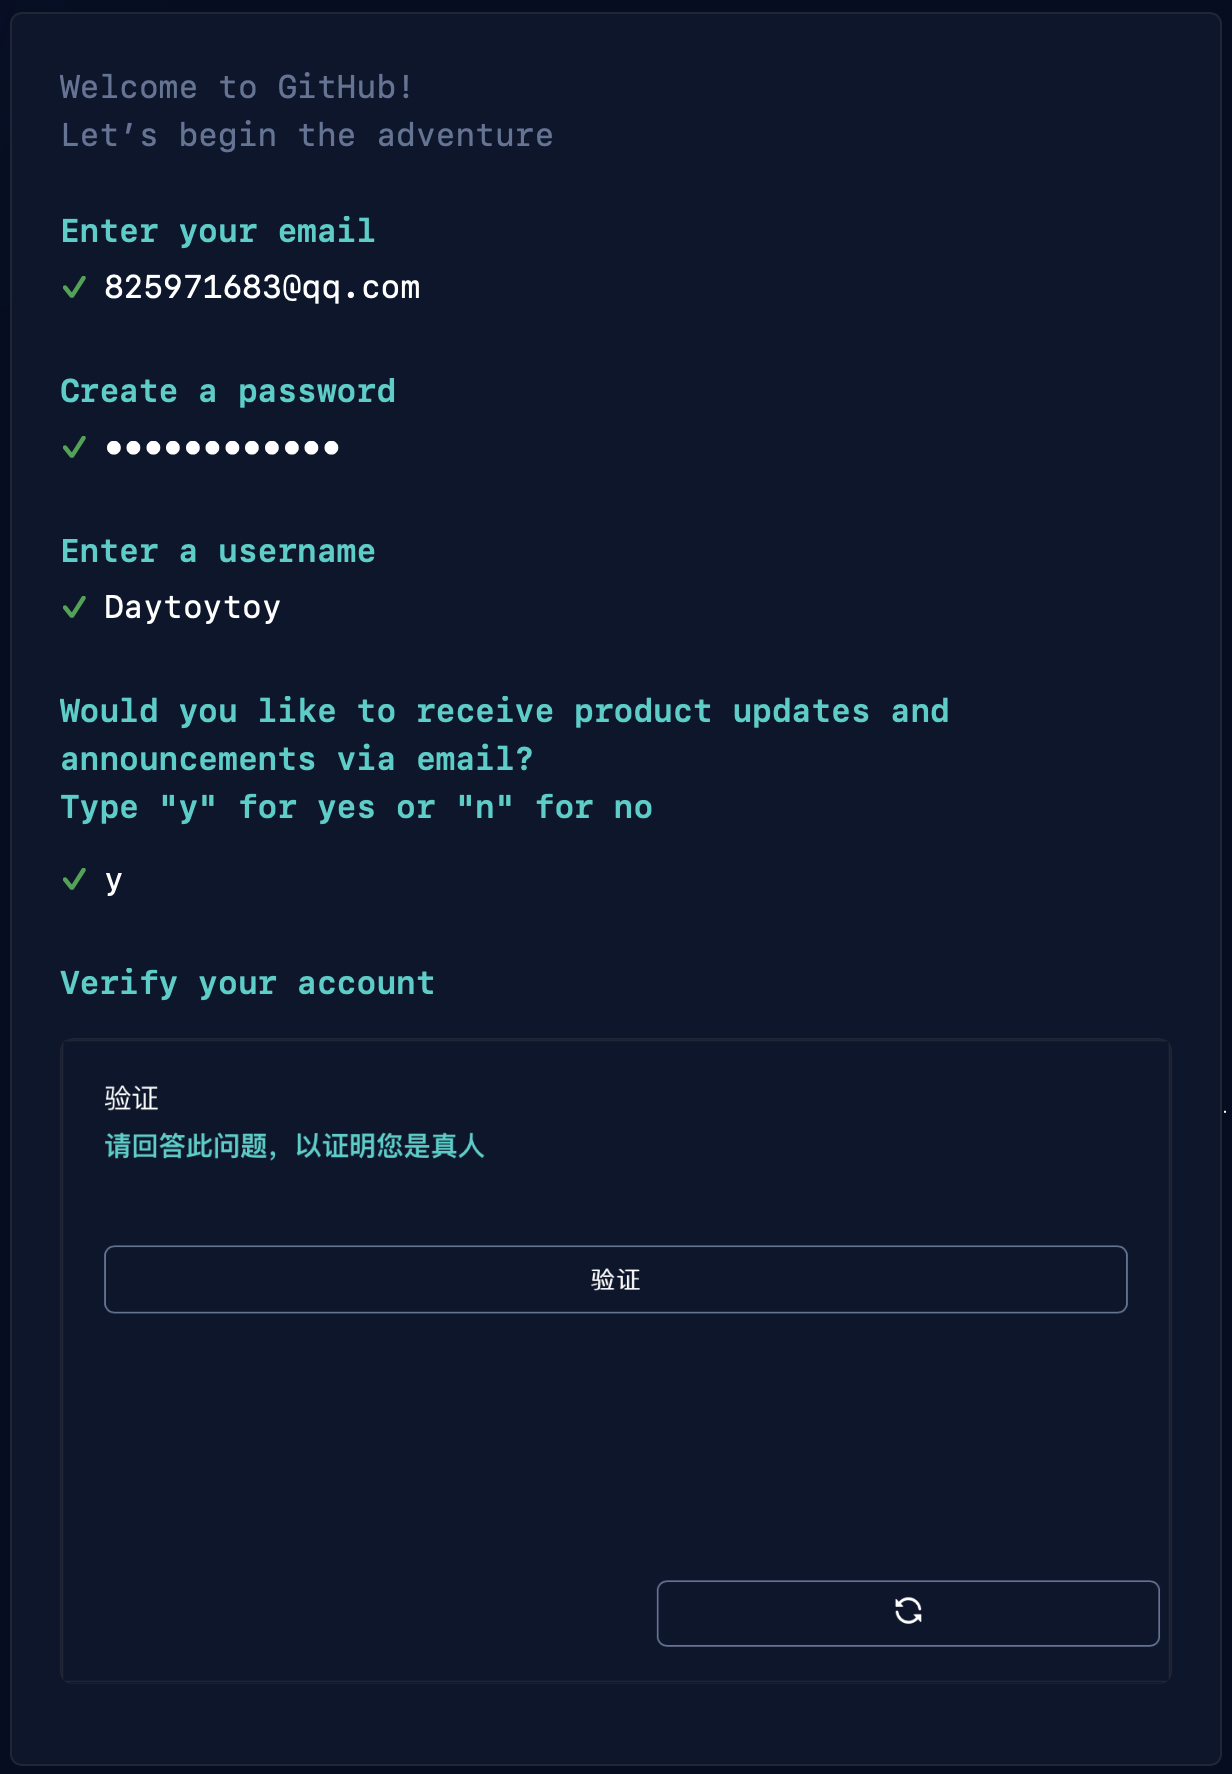 Welcome to GitHub!
Let’s begin the adventure
Enter your email
✓ 825971683@qq.com
Create a password
✓ ●●●●●●●●●●●●
Enter a username
✓ Daytoytoy
Would you like to receive product updates and
announcements via email?
Type "y" for yes or "n" for no
✓ y
Verify your account
验证
请回答此问题，以证明您是真人
验证